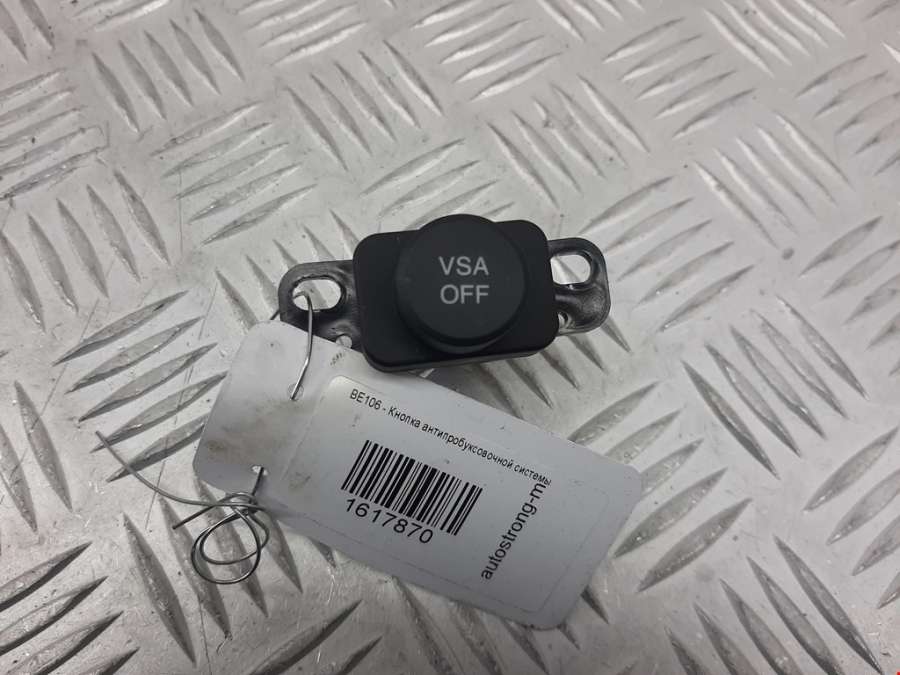 VSA
OFF
BE106 - Кнопка антипробуксовочной системы
1617870
autostrong-m.